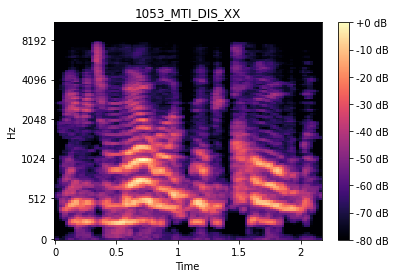 1053_MTI_DIS_XX
8192
4096
2048
1024
512
0
Hz
0
0.5
1
1.5
2
Time
+0 dB
-10 dB
-20 dB
-30 dB
-40 dB
-50 dB
-60 dB
-70 dB
-80 dB